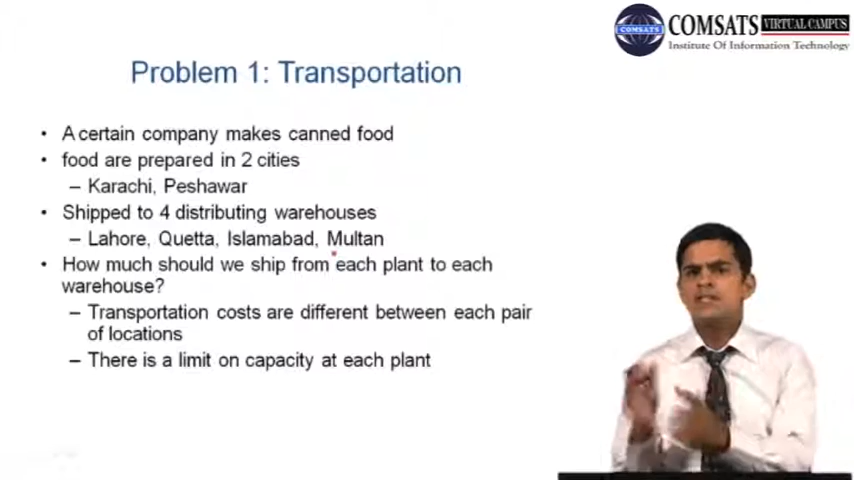 COMSATS VIRTUAL CAMPUS
COMSATS
Institute Of Information Technology
Problem 1: Transportation
• A certain company makes canned food
• food are prepared in 2 cities
– Karachi, Peshawar
• Shipped to 4 distributing warehouses
– Lahore, Quetta, Islamabad, Multan
• How much should we ship from each plant to each
warehouse?
– Transportation costs are different between each pair
of locations
– There is a limit on capacity at each plant